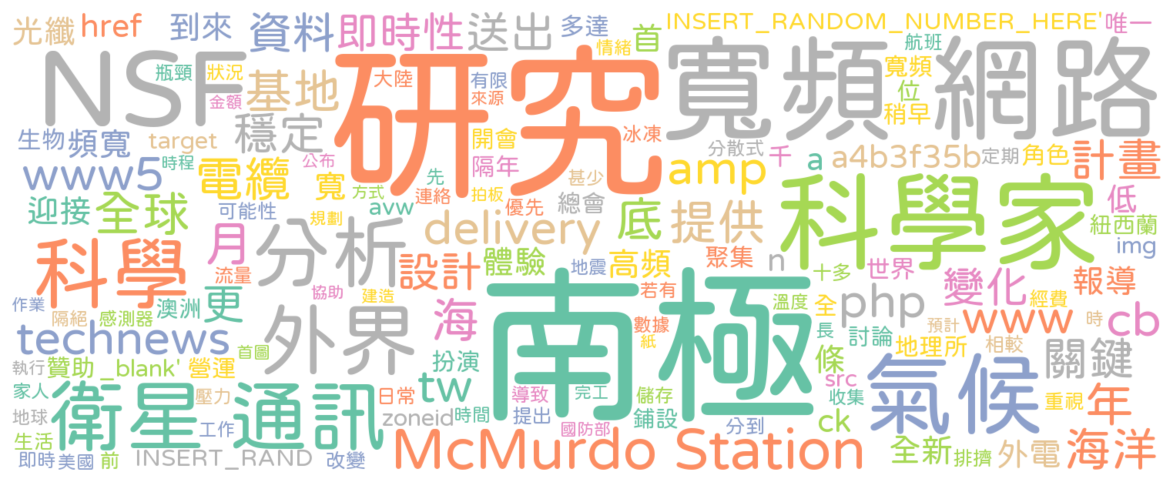 光纖 href 到來 資料 即時性 送出 多達 首 INSERT_RANDOM_NUMBER_HERE' 唯一
NSF 瓶頸 狀況 大陸 有限 情緒 航班 寬頻網路
金額 基地 研究 來源 寬頻 位 稍早
生物 頻寬 target 穩定 開會 冰凍 分散式 千 a a4b3f35b 定期 角色 計畫
www5 時程 電纜 公布 寬 先 隔年 amp 低
迎接 全球 可能性 方式 avw 連絡 拍板 優先 甚少 總會 底 提供 科學家 紐西蘭
科學 月 分析 規劃 delivery img
流量 設計 體驗 地震 高頻 聚集 n 十多 世界 變化 報導
作業 隔絕 感測器 澳洲 更 外界 協助 建造 海 南極 若有 數據 溫度 全 php 經費 www cb
technews 首圖 紙 長 討論 預計 時
執行 贊助 _blank' 營運 扮演 條 地理所 相較 關鍵
家人 衛星通訊 壓力 日常 tw 導致 完工 儲存 src 收集 氣候 重視 年
地球 工作 zoneid 時間 提出 鋪設 分到 ck
生活 國防部 全新 外電 海洋
即時 美國 前 INSERT_RAND 改變 McMurdo Station 排擠